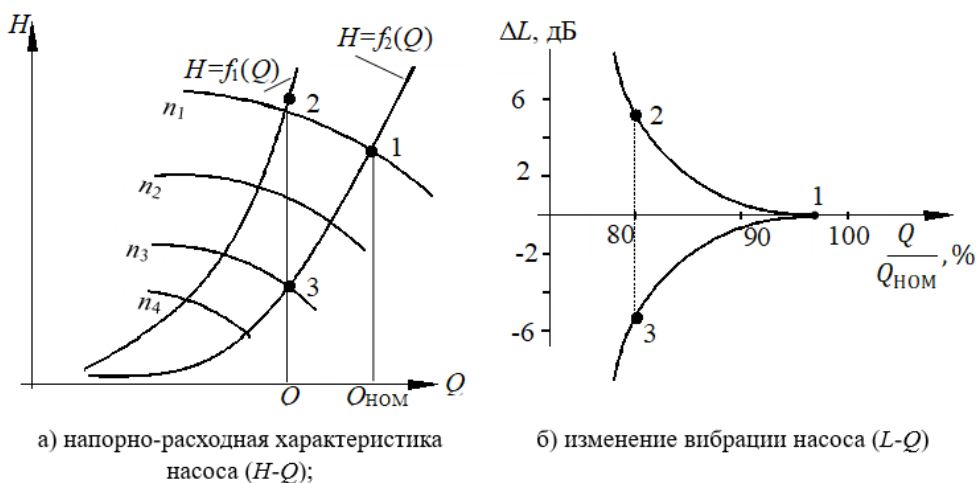 H
H=f₁(Q)
H=f₂(Q)
n₁
n₂
n₃
n₄
2
1
3
O
Oном
Q
ΔL, дБ
6
2
-2
-6
2
1
3
80
90
100
Q/Qном, %
а) напорно-расходная характеристика
насоса (H-Q);
б) изменение вибрации насоса (L-Q)